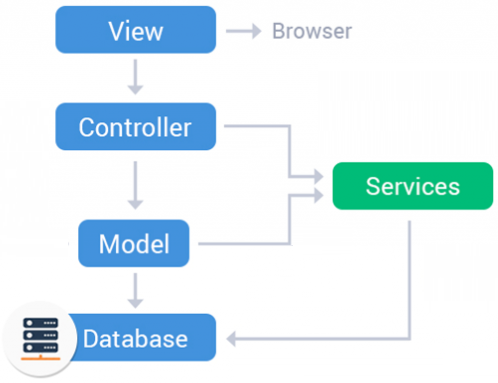 View
Browser
Controller
Services
Model
Database